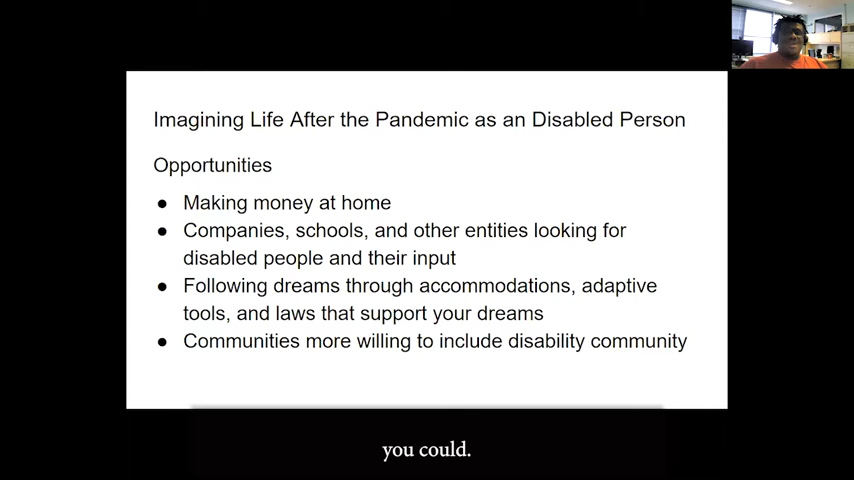 Imagining Life After the Pandemic as an Disabled Person
Opportunities
● Making money at home
● Companies, schools, and other entities looking for
disabled people and their input
● Following dreams through accommodations, adaptive
tools, and laws that support your dreams
● Communities more willing to include disability community
you could.